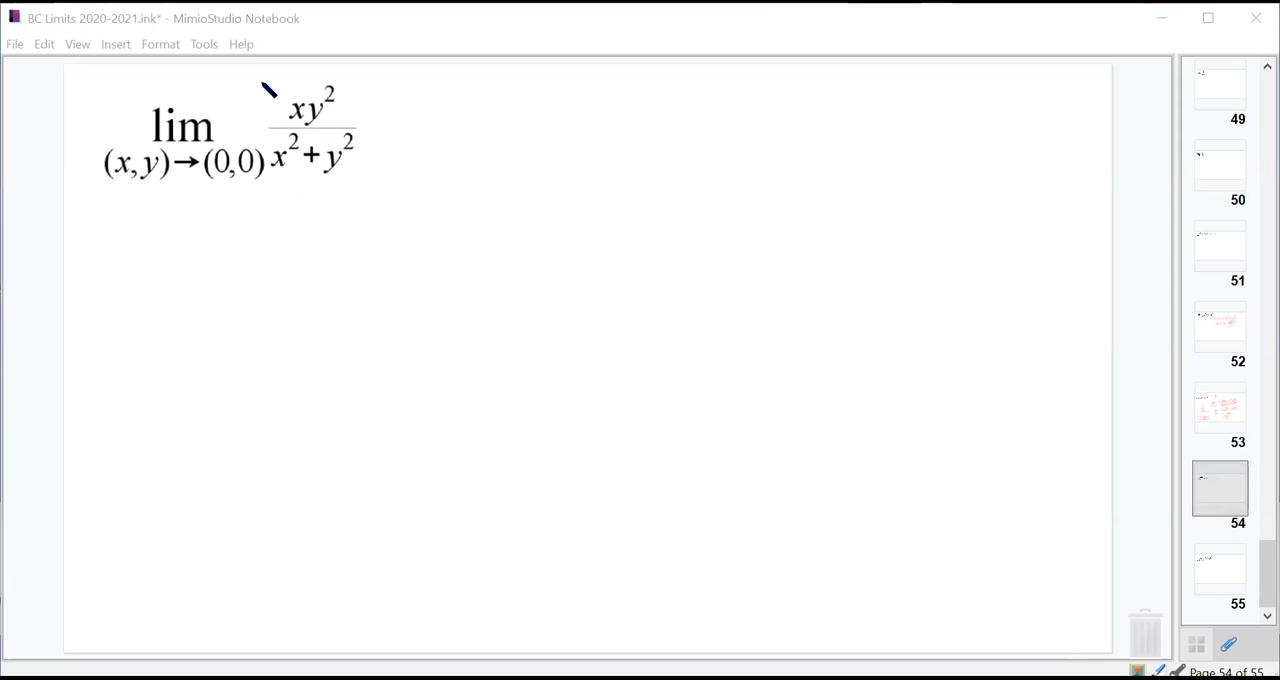 BC Limits 2020-2021.ink* - MimioStudio Notebook
File Edit View Insert Format Tools Help
lim (x,y)→(0,0) xy² / x² + y²
49
50
51
52
53
54
55
Page 54 of 55